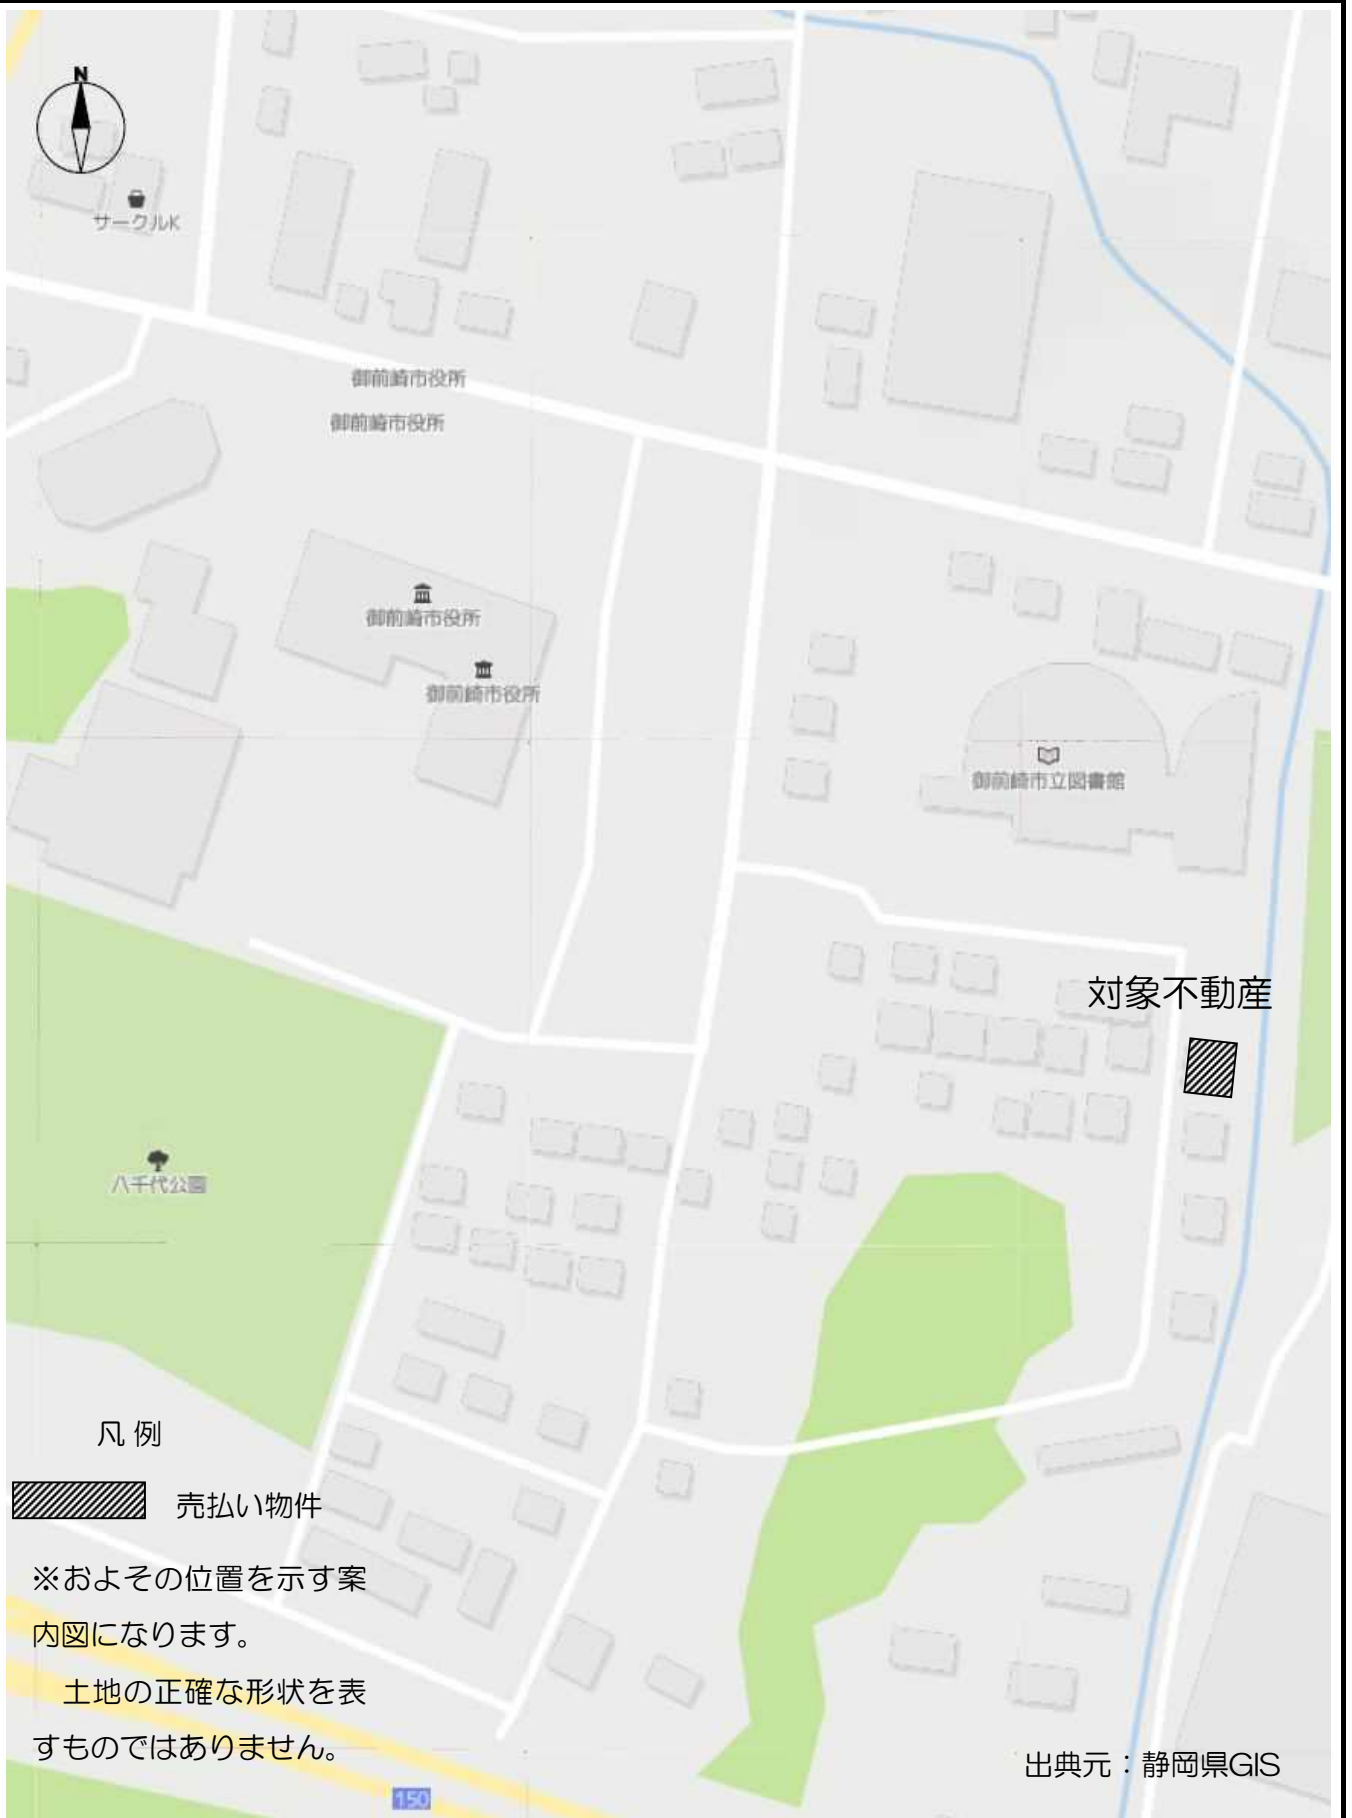 N
サークルK
御前崎市役所
御前崎市役所
御前崎市役所
御前崎市役所
御前崎市立図書館
対象不動産
八千代公園
凡 例
売払い物件
※およその位置を示す案
内図になります。
土地の正確な形状を表
すものではありません。
出典元：静岡県GIS
150